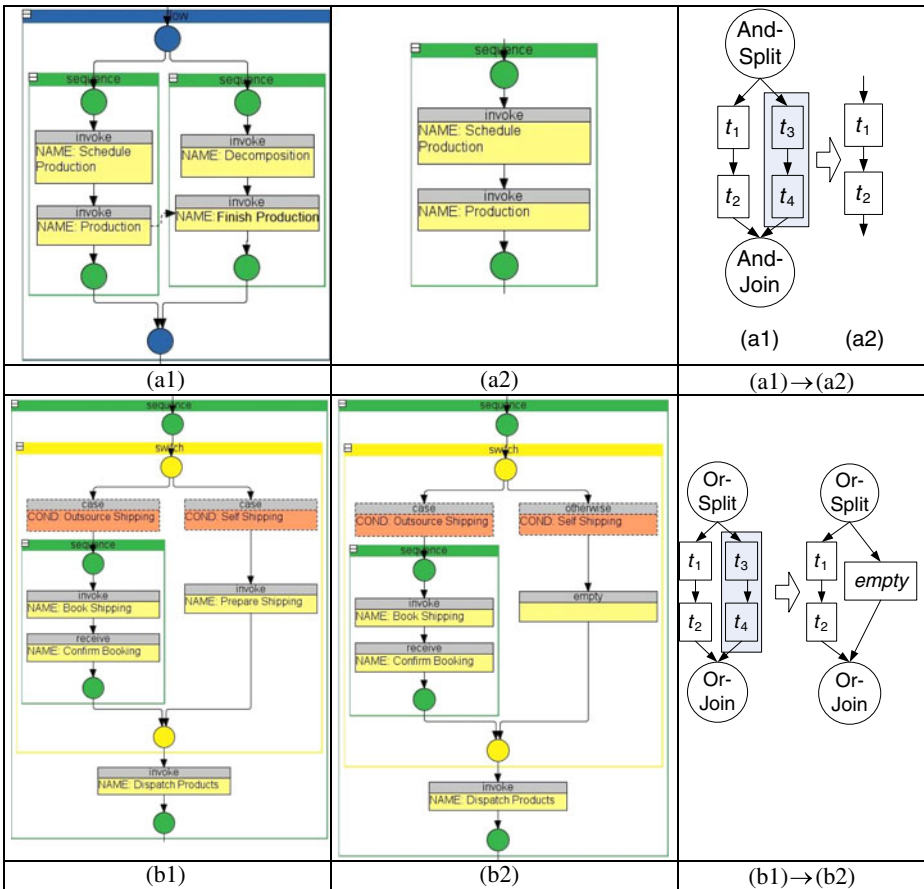 flow
sequence
sequence
invoke
NAME: Schedule
Production
invoke
NAME: Decomposition
invoke
NAME: Production
invoke
NAME: Finish Production
(a1)
sequence
invoke
NAME: Schedule
Production
invoke
NAME: Production
(a2)
And-
Split
t1
t3
t2
t4
And-
Join
t1
t2
(a1)
(a2)
(a1)→(a2)
sequence
switch
case
COND: Outsource Shipping
case
COND: Self Shipping
sequence
invoke
NAME: Book Shipping
receive
NAME: Confirm Booking
invoke
NAME: Prepare Shipping
invoke
NAME: Dispatch Products
(b1)
sequence
switch
case
COND: Outsource Shipping
otherwise
COND: Self Shipping
sequence
invoke
NAME: Book Shipping
receive
NAME: Confirm Booking
empty
invoke
NAME: Dispatch Products
(b2)
Or-
Split
t1
t3
t2
t4
Or-
Join
Or-
Split
t1
empty
t2
Or-
Join
(b1)→(b2)